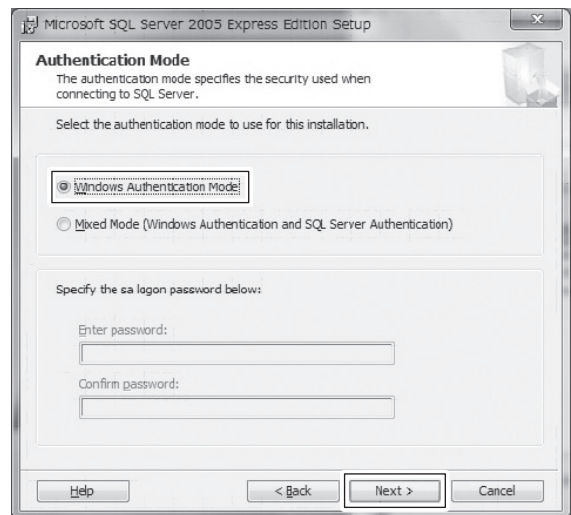 Microsoft SQL Server 2005 Express Edition Setup
Authentication Mode
The authentication mode specifies the security used when
connecting to SQL Server.
Select the authentication mode to use for this installation.
Windows Authentication Mode
Mixed Mode (Windows Authentication and SQL Server Authentication)
Specify the sa logon password below:
Enter password:
Confirm password:
Help
< Back
Next >
Cancel